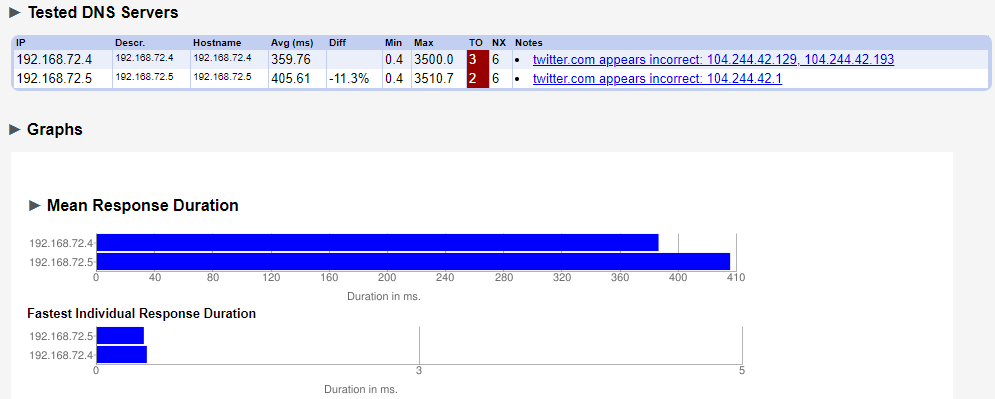 Tested DNS Servers
IP Descr. Hostname Avg (ms) Diff Min Max TO NX Notes
192.168.72.4 192.168.72.4 192.168.72.4 359.76 0.4 3500.0 3 6 • twitter.com appears incorrect: 104.244.42.129, 104.244.42.193
192.168.72.5 192.168.72.5 192.168.72.5 405.61 -11.3% 0.4 3510.7 2 6 • twitter.com appears incorrect: 104.244.42.1
Graphs
Mean Response Duration
192.168.72.4
192.168.72.5
0 40 80 120 160 200 240 280 320 360 400 410
Duration in ms.
Fastest Individual Response Duration
192.168.72.5
192.168.72.4
0 3 5
Duration in ms.